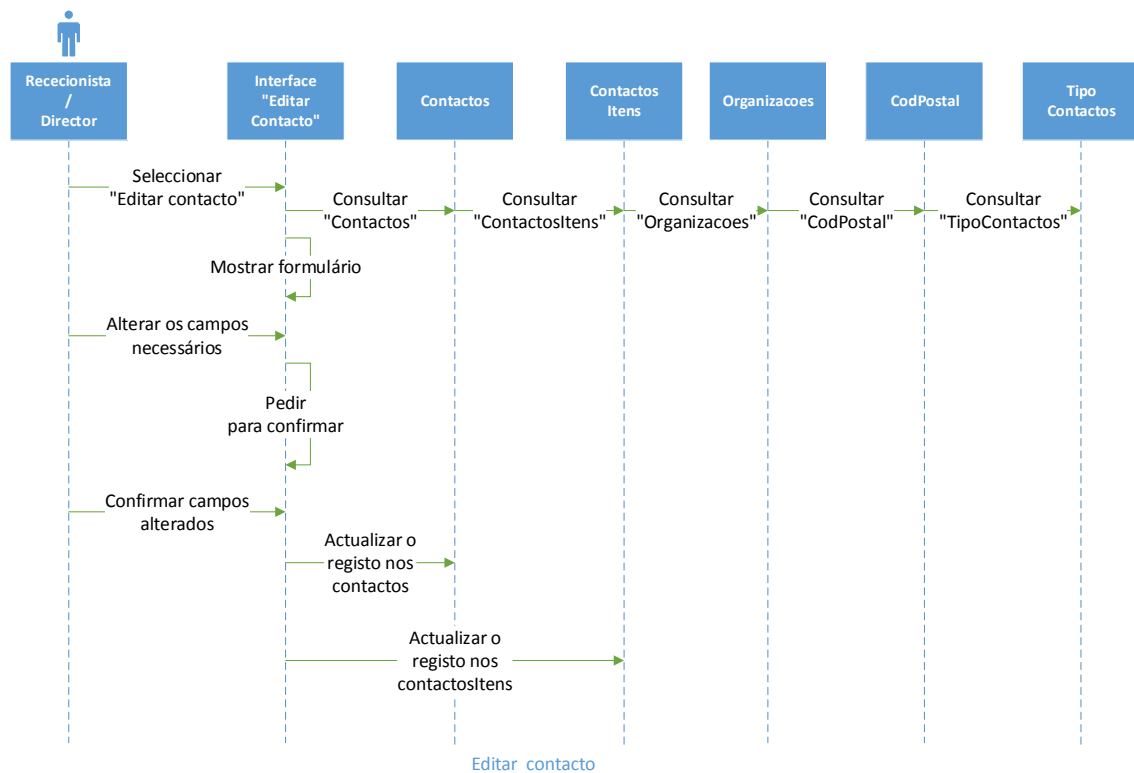 Rececionista
/
Director
Interface
"Editar
Contacto"
Contactos
Contactos
Itens
Organizacoes
CodPostal
Tipo
Contactos
Seleccionar
"Editar contacto"
Consultar
"Contactos"
Consultar
"ContactosItens"
Consultar
"Organizacoes"
Consultar
"CodPostal"
Consultar
"TipoContactos"
Mostrar formulário
Alterar os campos
necessários
Pedir
para confirmar
Confirmar campos
alterados
Actualizar o
registo nos
contactos
Actualizar o
registo nos
contactosItens
Editar contacto